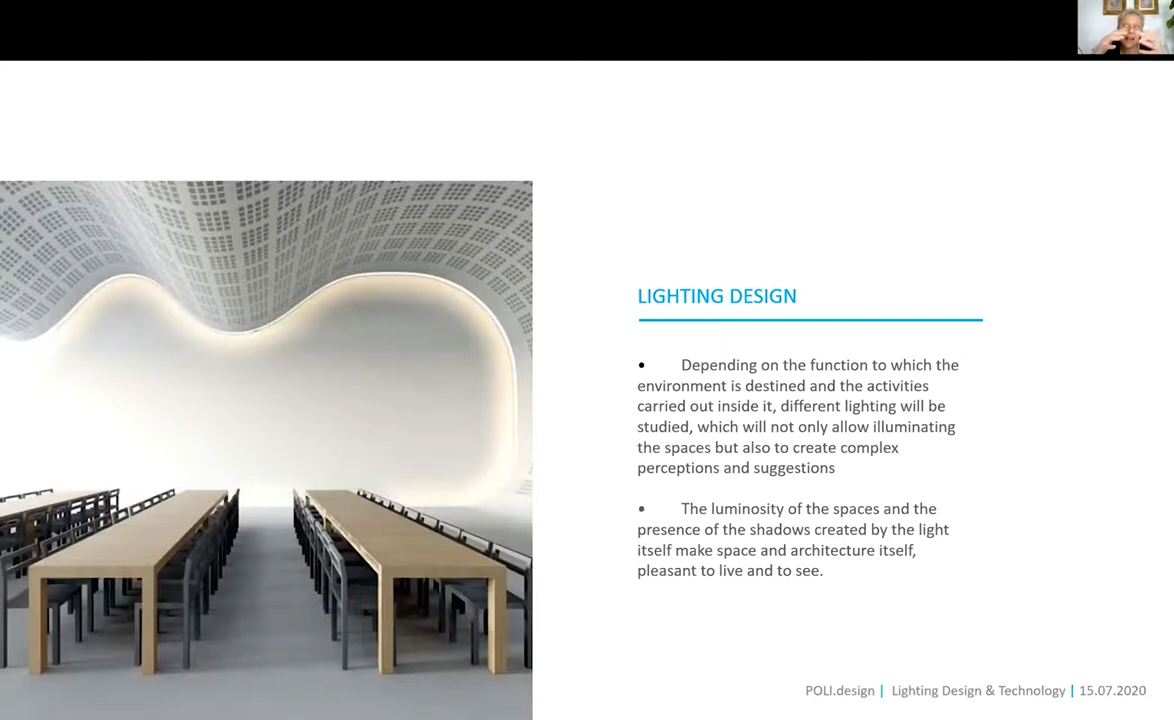 LIGHTING DESIGN
• Depending on the function to which the
environment is destined and the activities
carried out inside it, different lighting will be
studied, which will not only allow illuminating
the spaces but also to create complex
perceptions and suggestions
• The luminosity of the spaces and the
presence of the shadows created by the light
itself make space and architecture itself,
pleasant to live and to see.
POLI.design | Lighting Design & Technology | 15.07.2020